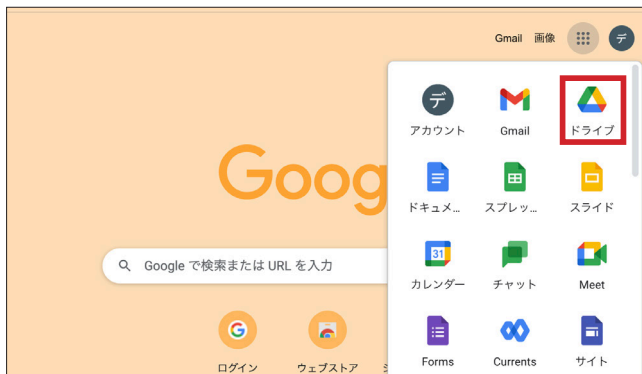 Gmail 画像 デ
デ
アカウント Gmail ドライブ
Goog
ドキュメ... スプレッ... スライド
31
Google で検索または URL を入力
カレンダー チャット Meet
G
ログイン ウェブストア
Forms Currents サイト